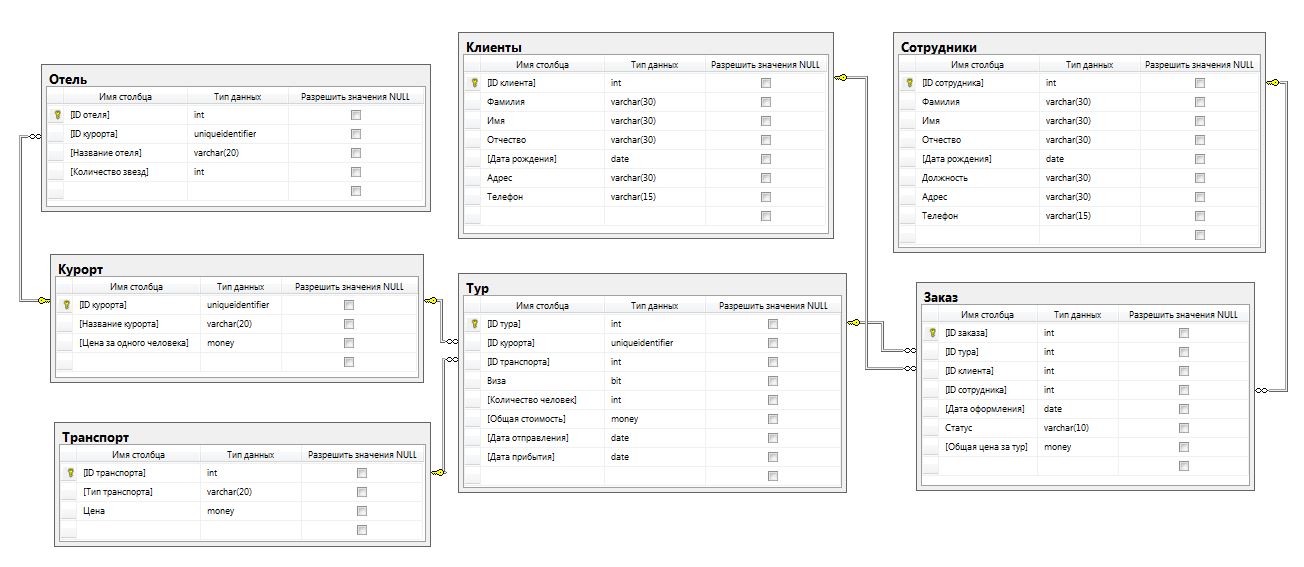 Отель
Имя столбца Тип данных Разрешить значения NULL
[ID отеля] int
[ID курорта] uniqueidentifier
[Название отеля] varchar(20)
[Количество звезд] int
Клиенты
Имя столбца Тип данных Разрешить значения NULL
[ID клиента] int
Фамилия varchar(30)
Имя varchar(30)
Отчество varchar(30)
[Дата рождения] date
Адрес varchar(30)
Телефон varchar(15)
Сотрудники
Имя столбца Тип данных Разрешить значения NULL
[ID сотрудника] int
Фамилия varchar(30)
Имя varchar(30)
Отчество varchar(30)
[Дата рождения] date
Должность varchar(30)
Адрес varchar(30)
Телефон varchar(15)
Курорт
Имя столбца Тип данных Разрешить значения NULL
[ID курорта] uniqueidentifier
[Название курорта] varchar(20)
[Цена за одного человека] money
Тур
Имя столбца Тип данных Разрешить значения NULL
[ID тура] int
[ID курорта] uniqueidentifier
[ID транспорта] int
Виза bit
[Количество человек] int
[Общая стоимость] money
[Дата отправления] date
[Дата прибытия] date
Заказ
Имя столбца Тип данных Разрешить значения NULL
[ID заказа] int
[ID тура] int
[ID клиента] int
[ID сотрудника] int
[Дата оформления] date
Статус varchar(10)
[Общая цена за тур] money
Транспорт
Имя столбца Тип данных Разрешить значения NULL
[ID транспорта] int
[Тип транспорта] varchar(20)
Цена money